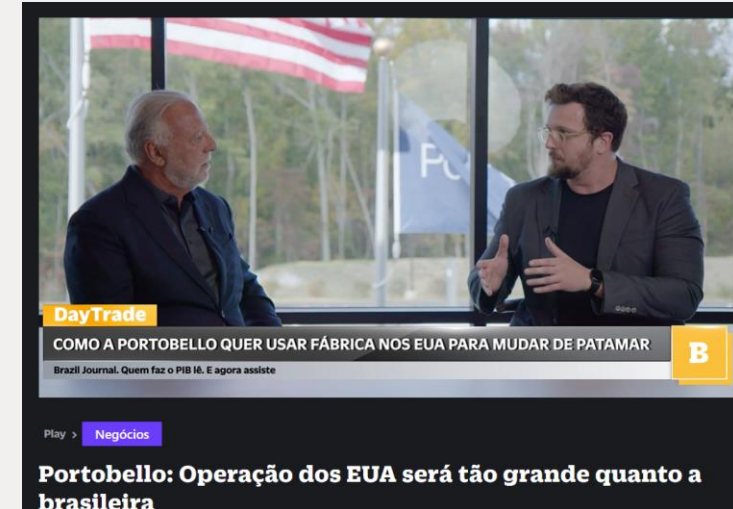 Po
DayTrade
COMO A PORTOBELLO QUER USAR FÁBRICA NOS EUA PARA MUDAR DE PATAMAR
B
Brazil Journal. Quem faz o PIB lê. E agora assiste
Play > Negócios
Portobello: Operação dos EUA será tão grande quanto a
brasileira